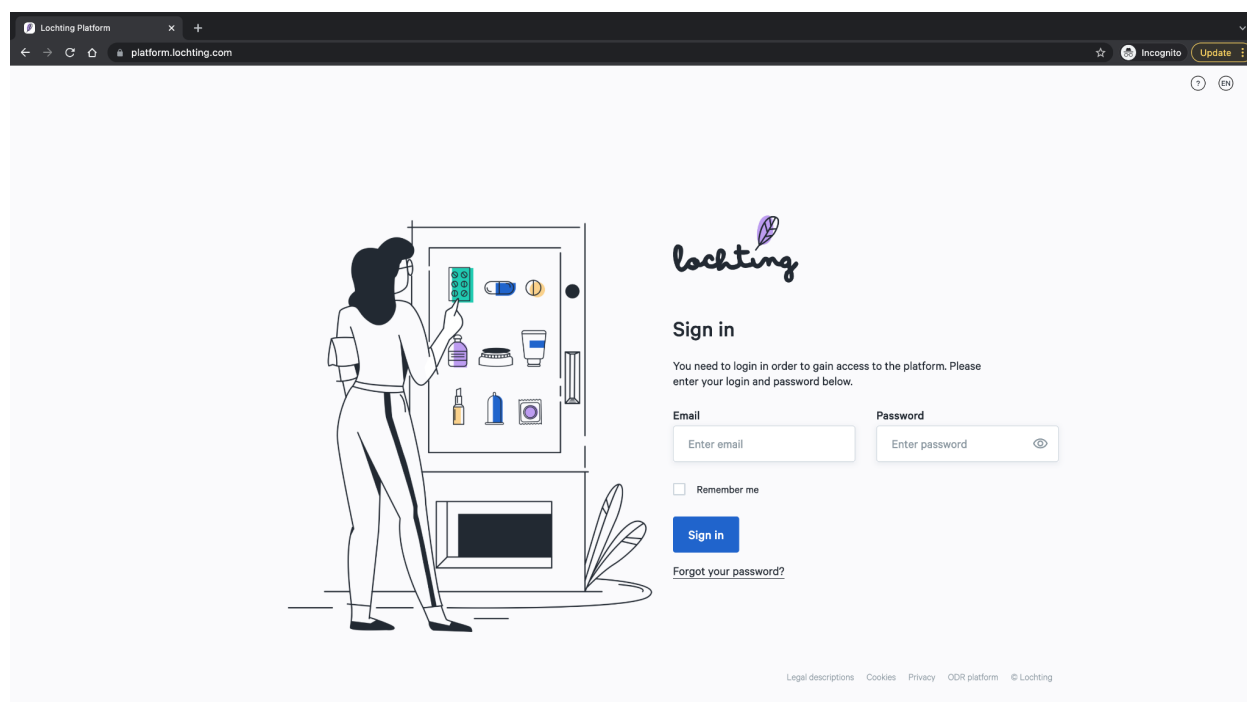 Lochting Platform
platform.lochting.com
Incognito
Update
?
EN
lochting
Sign in
You need to login in order to gain access to the platform. Please
enter your login and password below.
Email
Password
Enter email
Enter password
Remember me
Sign in
Forgot your password?
Legal descriptions Cookies Privacy ODR platform © Lochting